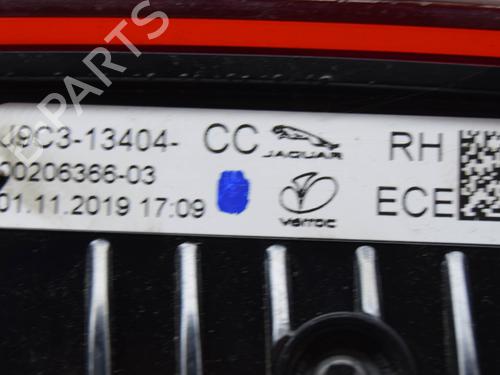 J9C3-13404- CC JAGUAR RH
00206366-03
01.11.2019 17:09 VARROC ECE
B-PARTS